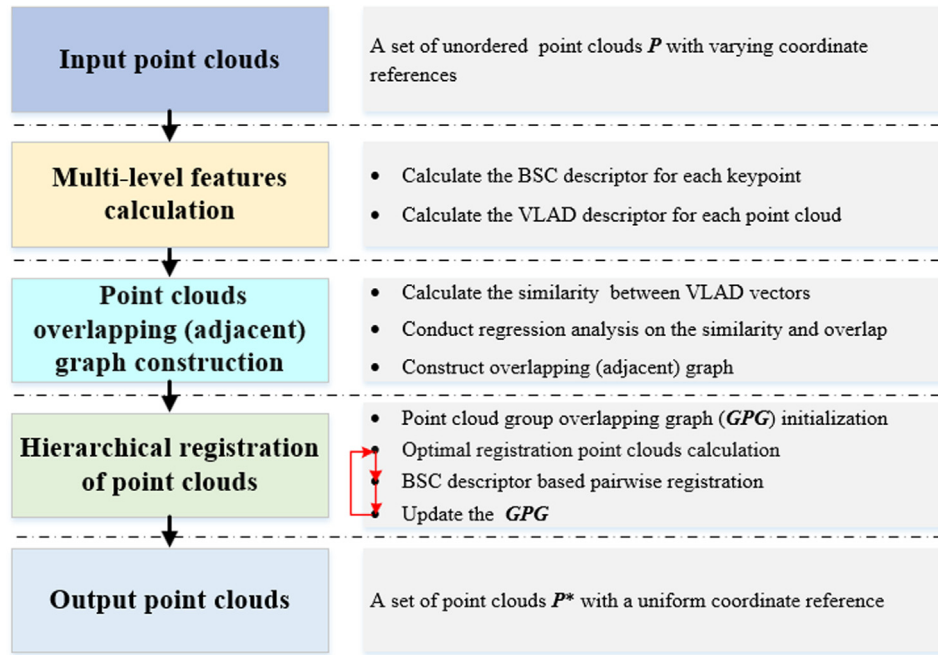 Input point clouds
A set of unordered point clouds P with varying coordinate
references
Multi-level features
calculation
• Calculate the BSC descriptor for each keypoint
• Calculate the VLAD descriptor for each point cloud
Point clouds
overlapping (adjacent)
graph construction
• Calculate the similarity between VLAD vectors
• Conduct regression analysis on the similarity and overlap
• Construct overlapping (adjacent) graph
Hierarchical registration
of point clouds
• Point cloud group overlapping graph (GPG) initialization
• Optimal registration point clouds calculation
• BSC descriptor based pairwise registration
• Update the GPG
Output point clouds
A set of point clouds P* with a uniform coordinate reference